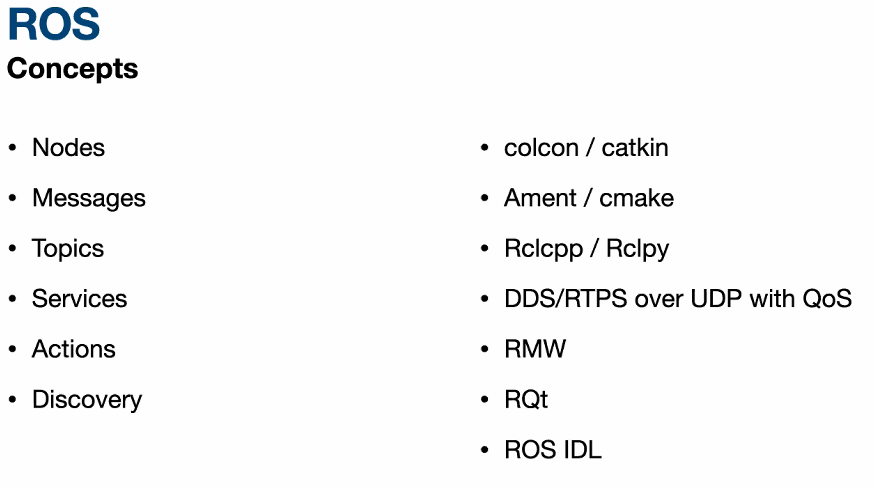 ROS
Concepts
• Nodes
• Messages
• Topics
• Services
• Actions
• Discovery
• colcon / catkin
• Ament / cmake
• Rclcpp / Rclpy
• DDS/RTPS over UDP with QoS
• RMW
• RQt
• ROS IDL